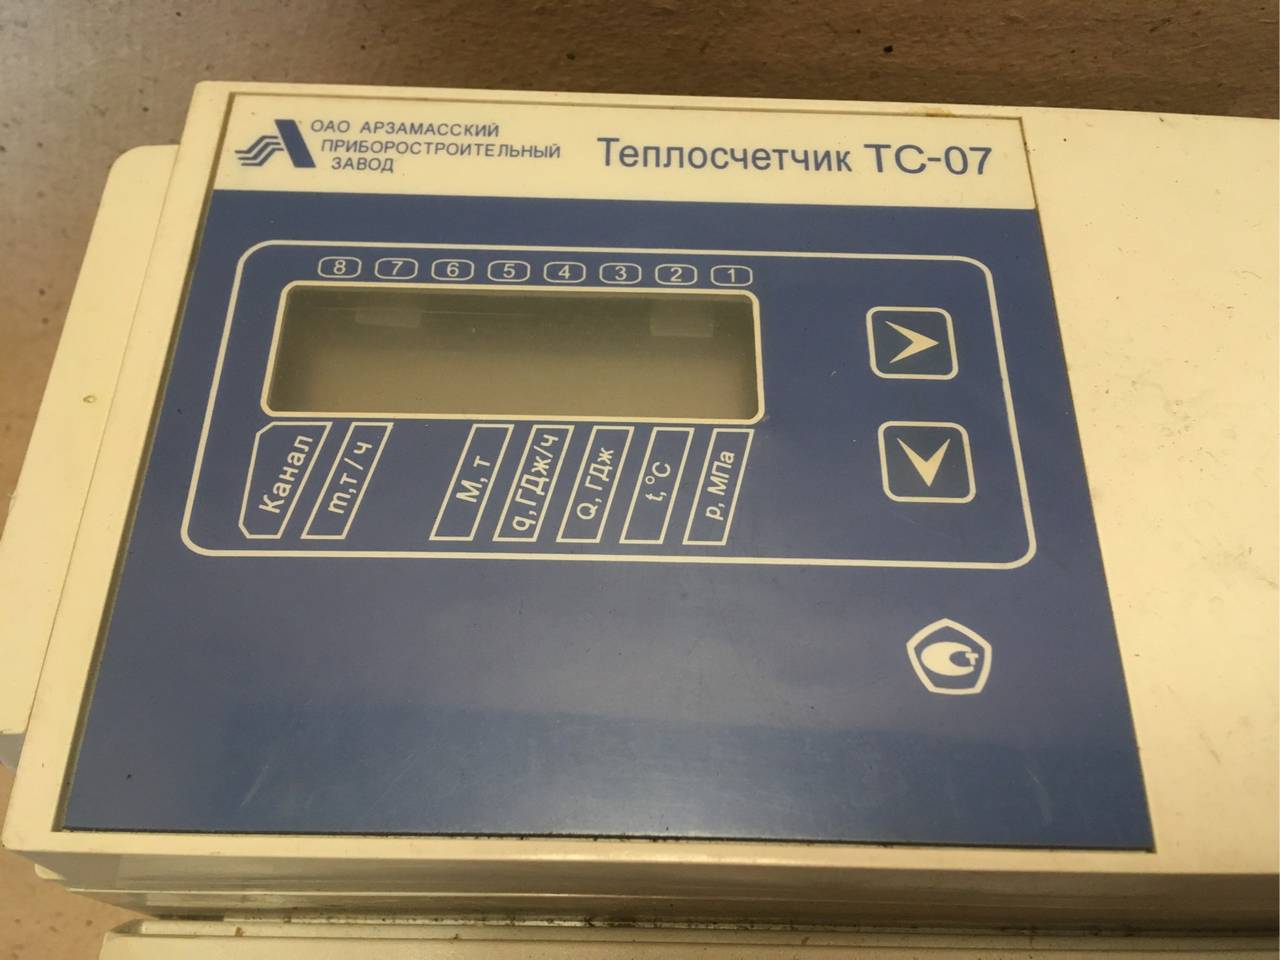 ОАО АРЗАМАССКИЙ
ПРИБОРОСТРОИТЕЛЬНЫЙ
ЗАВОД
Теплосчетчик ТС-07
8 7 6 5 4 3 2 1
Канал
m,т/ч
М, т
q,ГДж/ч
Q, ГДж
t,°C
р, МПа